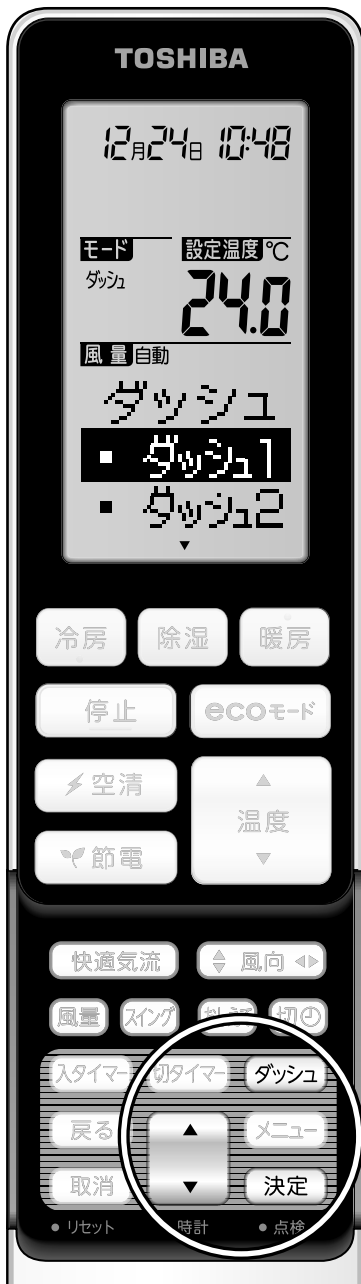 TOSHIBA
12月24日 10:48
モード 設定温度 ℃
ダッシュ 24.0
風量 自動
ダッシュ
▪ ダッシュ1
▪ ダッシュ2
▼
冷房 除湿 暖房
停止 ecoモード
空清 ▲
温度
節電 ▼
快適気流 風向
風量 スイング 切
入タイマー 切タイマー ダッシュ
戻る ▲ メニュー
取消 ▼ 決定
• リセット 時計 • 点検